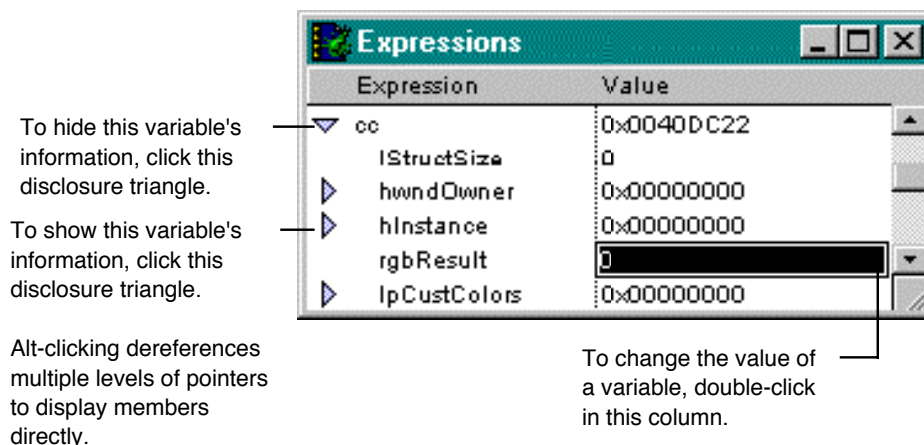 Expressions
Expression Value
cc 0x0040DC22
lStructSize 0
hwndOwner 0x00000000
hInstance 0x00000000
rgbResult 0
lpCustColors 0x00000000
To hide this variable's
information, click this
disclosure triangle.
To show this variable's
information, click this
disclosure triangle.
Alt-clicking dereferences
multiple levels of pointers
to display members
directly.
To change the value of
a variable, double-click
in this column.